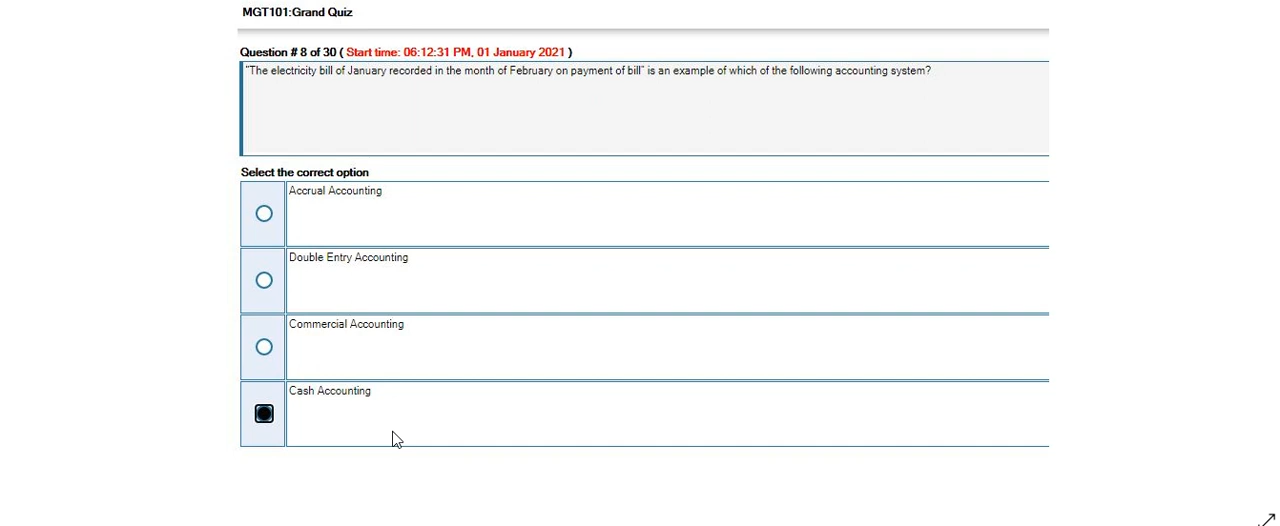 MGT101:Grand Quiz
Question # 8 of 30 ( Start time: 06:12:31 PM, 01 January 2021 )
"The electricity bill of January recorded in the month of February on payment of bill" is an example of which of the following accounting system?
Select the correct option
Accrual Accounting
Double Entry Accounting
Commercial Accounting
Cash Accounting